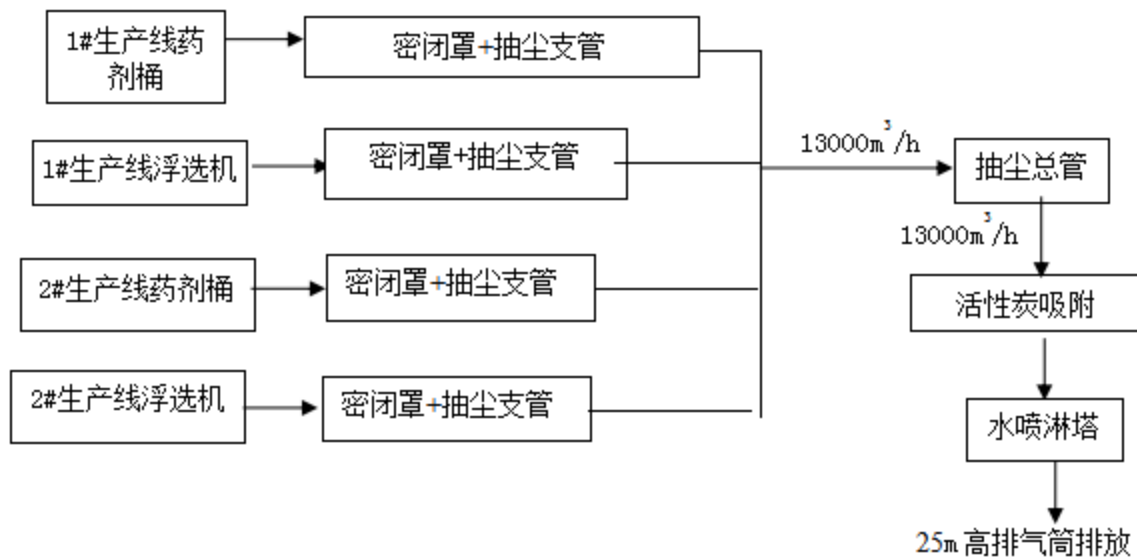 1#生产线药
剂桶
密闭罩+抽尘支管
1#生产线浮选机
密闭罩+抽尘支管
13000m³/h
抽尘总管
13000m³/h
2#生产线药剂桶
密闭罩+抽尘支管
活性炭吸附
2#生产线浮选机
密闭罩+抽尘支管
水喷淋塔
25m 高排气筒排放